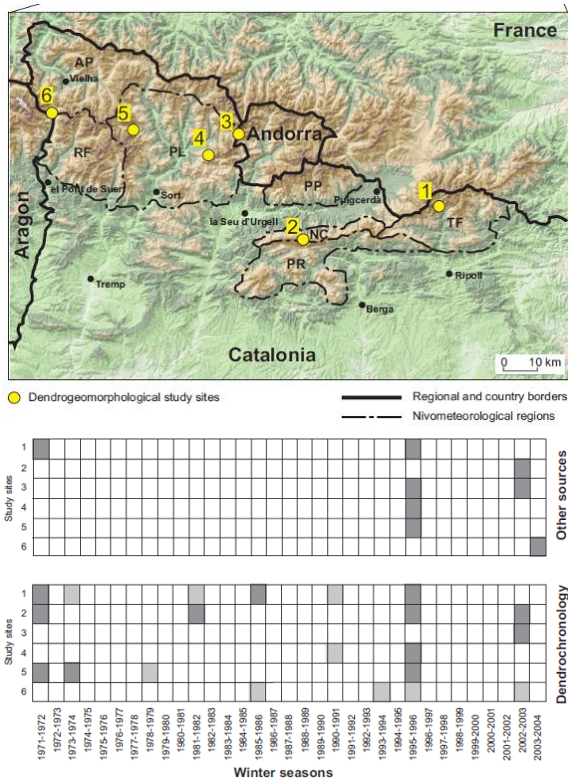 France
AP
Vielha
6
5
3
Andorra
4
RF
PL
el Pont de Suert
Sort
PP
Puigcerdà
1
la Seu d'Urgell
TF
2
NC
PR
Aragon
Ripoll
Tremp
Berga
Catalonia
0 10 km
Dendrogeomorphological study sites
Regional and country borders
Nivometeorological regions
Study sites
1
2
3
4
5
6
Other sources
Study sites
1
2
3
4
5
6
Dendrochronology
1971-1972
1972-1973
1973-1974
1974-1975
1975-1976
1976-1977
1977-1978
1978-1979
1979-1980
1980-1981
1981-1982
1982-1983
1983-1984
1984-1985
1985-1986
1986-1987
1987-1988
1988-1989
1989-1990
1990-1991
1991-1992
1992-1993
1993-1994
1994-1995
1995-1996
1996-1997
1997-1998
1998-1999
1999-2000
2000-2001
2001-2002
2002-2003
2003-2004
Winter seasons